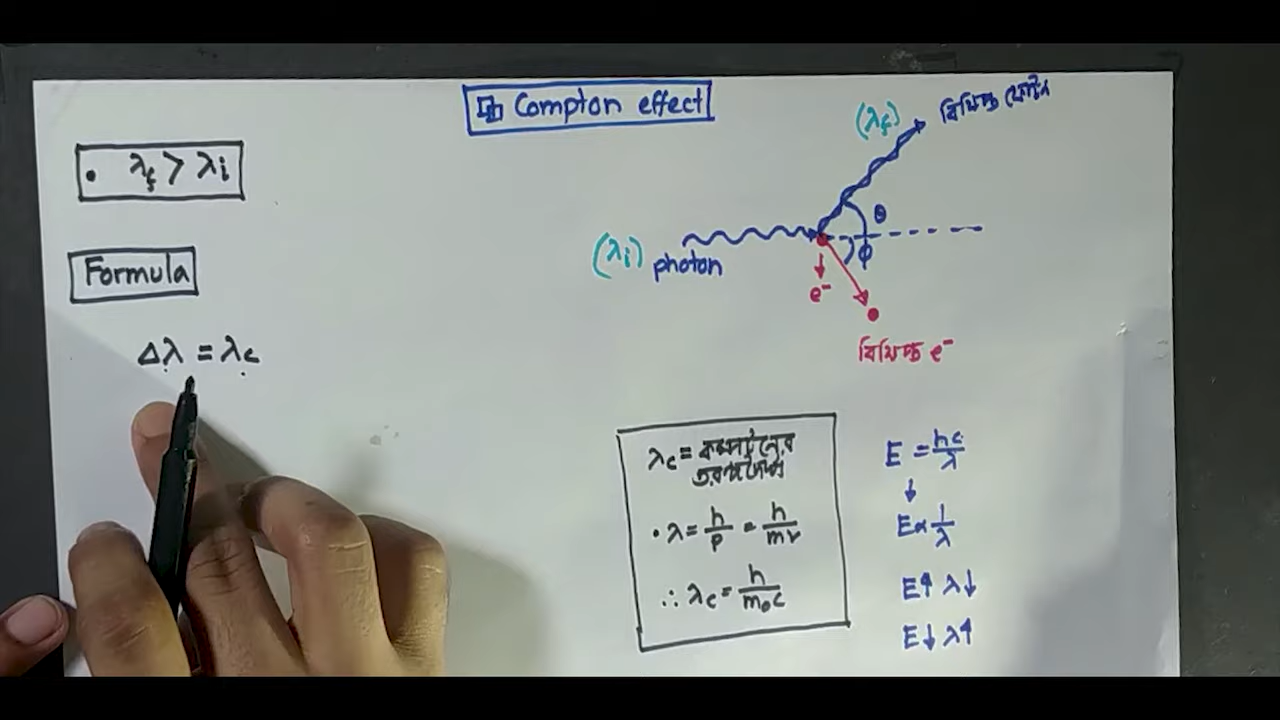 Compton effect
• λf > λi
Formula
Δλ = λc
(λf)
বিক্ষিপ্ত ফোটন
θ
φ
(λi) photon
e⁻
বিক্ষিপ্ত e⁻
λc = কম্পটনের
তরঙ্গদৈর্ঘ্য
• λ = h/p = h/mv
∴ λc = h/m₀c
E = hc/λ
↓
E∝ 1/λ
E↑ λ↓
E↓ λ↑